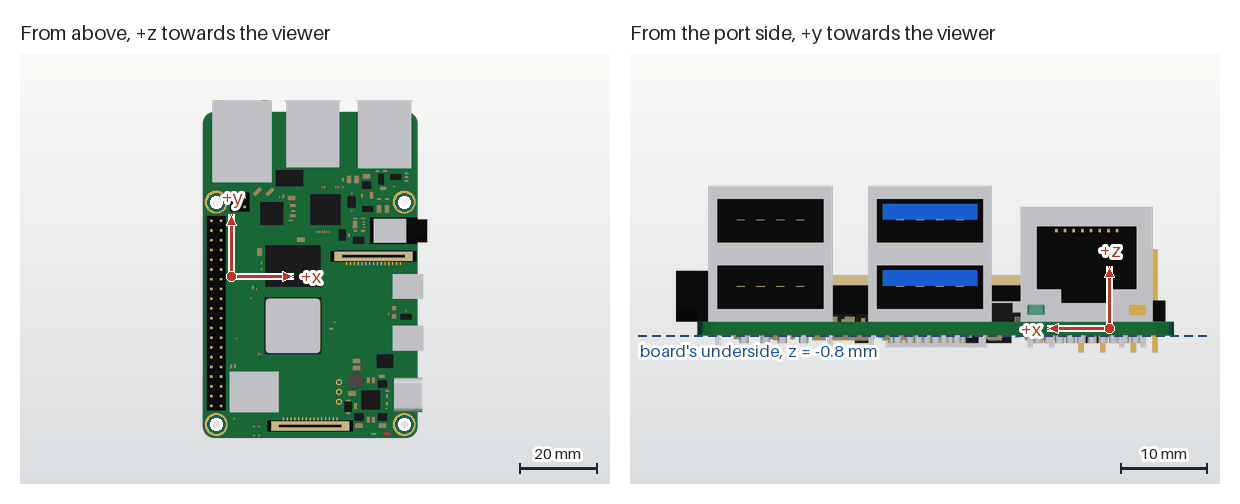 From above, +z towards the viewer
From the port side, +y towards the viewer
+y
+x
+z
+x
board's underside, z = -0.8 mm
20 mm
10 mm